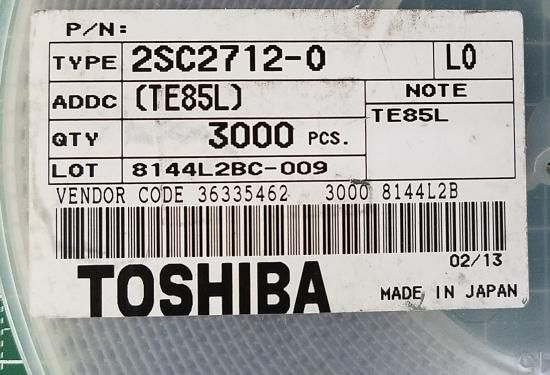 P/N:
TYPE 2SC2712-O LO
ADDC (TE85L) NOTE
TE85L
QTY 3000 PCS.
LOT 8144L2BC-009
VENDOR CODE 36335462 3000 8144L2B
02/13
TOSHIBA MADE IN JAPAN